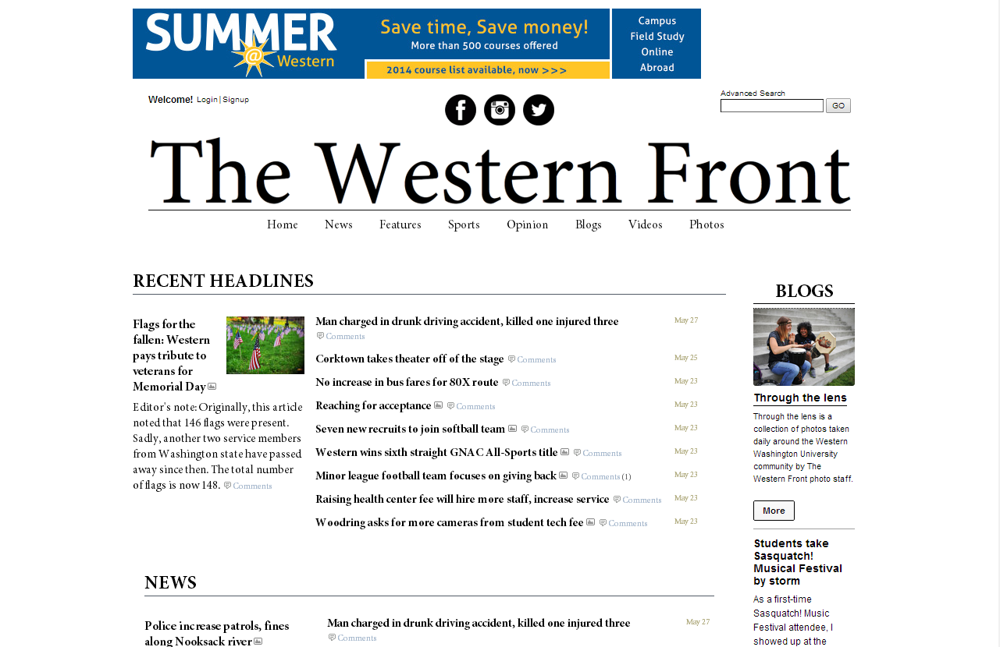 SUMMER
@
Western
Save time, Save money!
More than 500 courses offered
2014 course list available, now >>>
Campus
Field Study
Online
Abroad
Welcome! Login | Signup
Advanced Search
GO
The Western Front
Home News Features Sports Opinion Blogs Videos Photos
RECENT HEADLINES
Flags for the
fallen: Western
pays tribute to
veterans for
Memorial Day
Editor's note: Originally, this article
noted that 146 flags were present.
Sadly, another two service members
from Washington state have passed
away since then. The total number
of flags is now 148. Comments
Man charged in drunk driving accident, killed one injured three May 27
Comments
Corktown takes theater off of the stage Comments May 25
No increase in bus fares for 80X route Comments May 23
Reaching for acceptance Comments May 23
Seven new recruits to join softball team Comments May 23
Western wins sixth straight GNAC All-Sports title Comments May 23
Minor league football team focuses on giving back Comments (1) May 23
Raising health center fee will hire more staff, increase service Comments May 23
Woodring asks for more cameras from student tech fee Comments May 23
BLOGS
Through the lens
Through the lens is a
collection of photos taken
daily around the Western
Washington University
community by The
Western Front photo staff.
More
Students take
Sasquatch!
Musical Festival
by storm
As a first-time
Sasquatch! Music
Festival attendee, I
showed up at the
NEWS
Police increase patrols, fines
along Nooksack river
Man charged in drunk driving accident, killed one injured three May 27
Comments